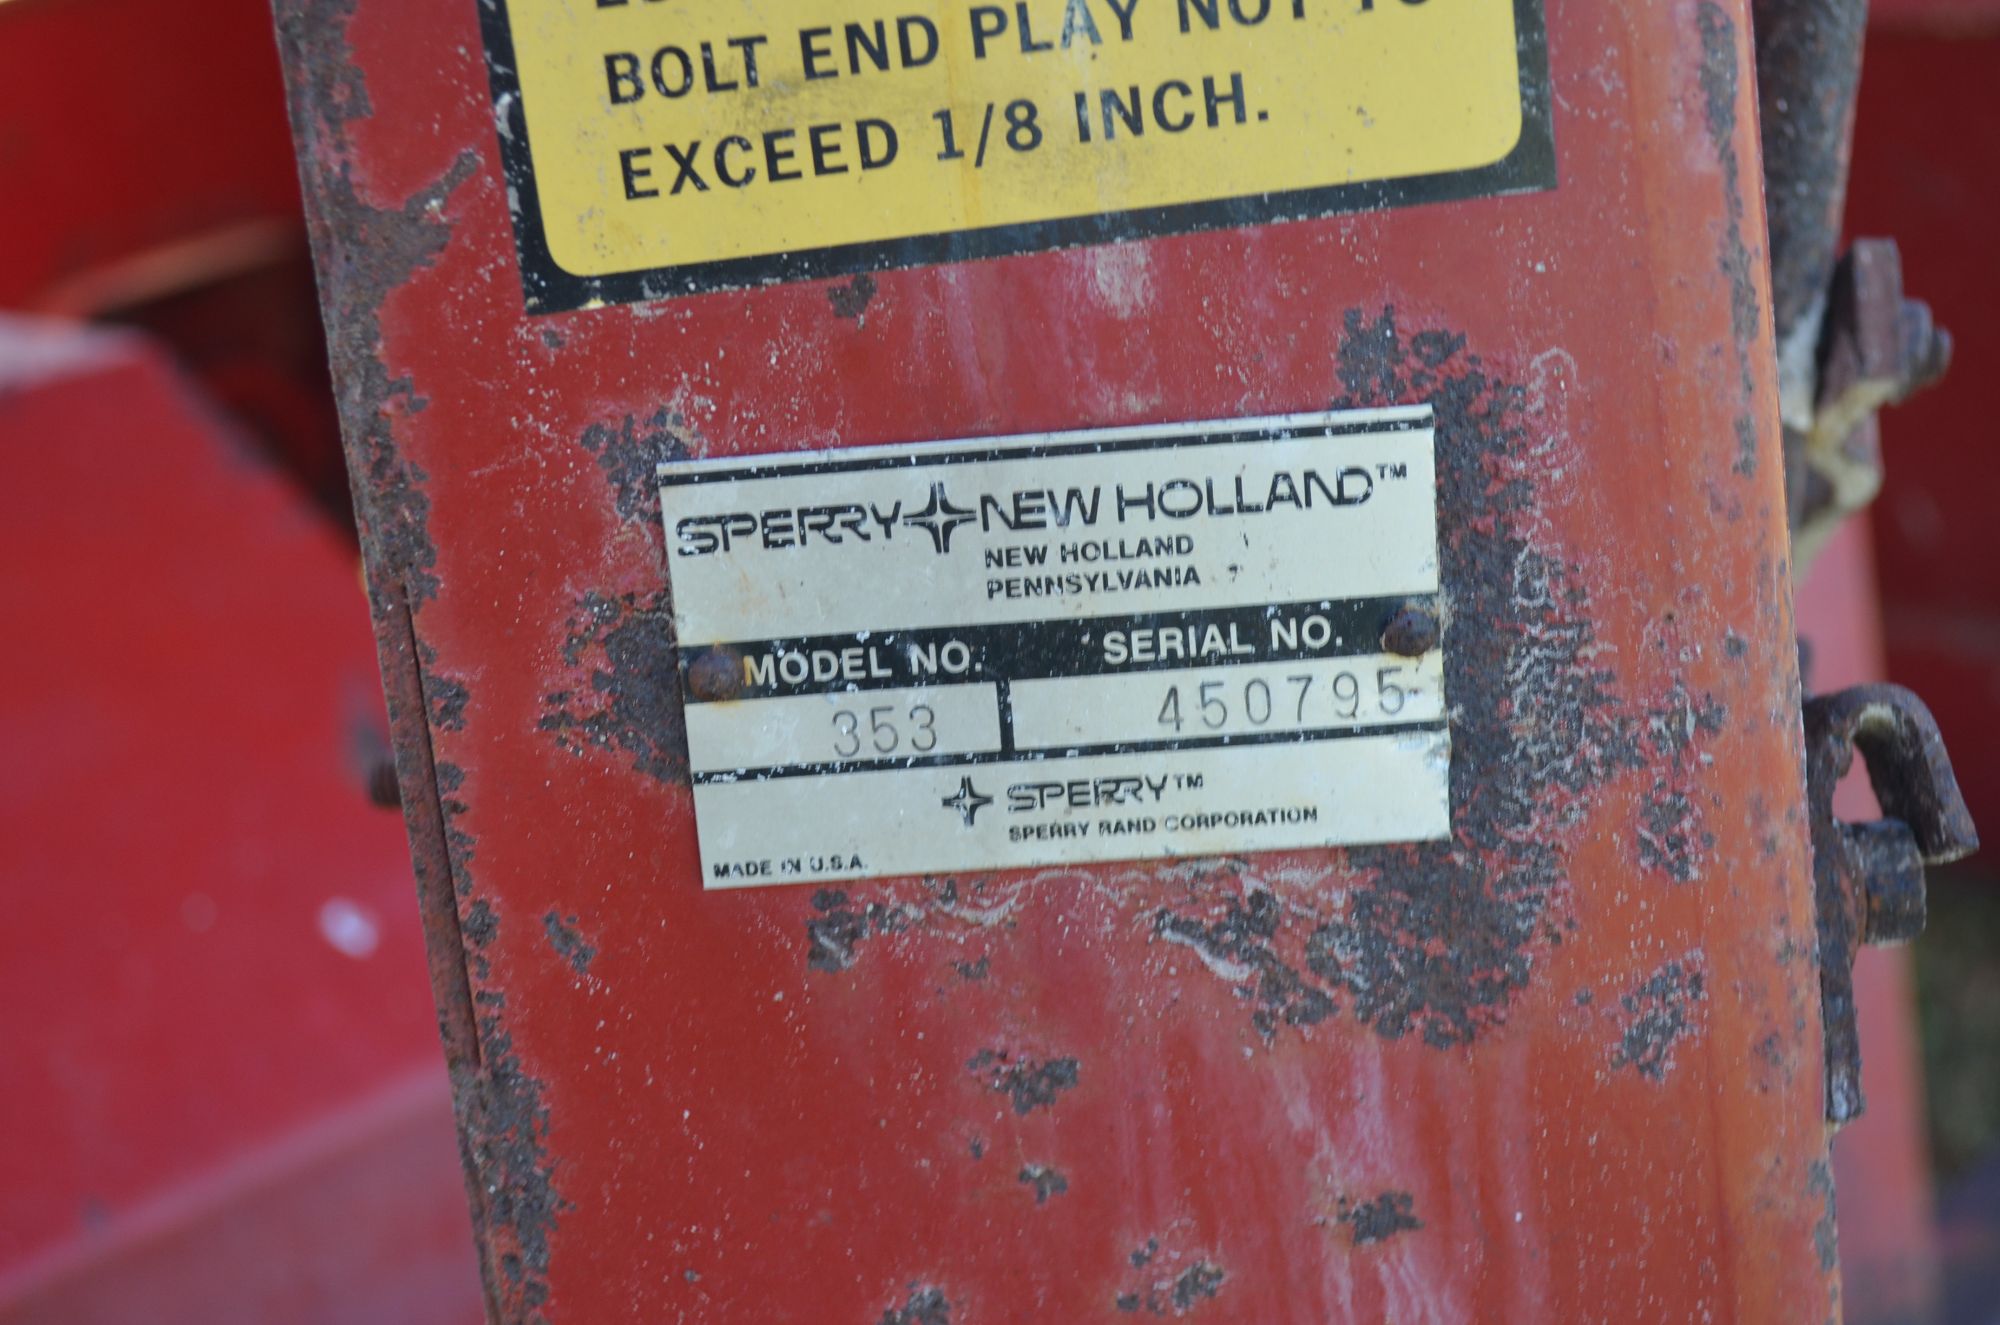 BOLT END PLAY NOT TO
EXCEED 1/8 INCH.
SPERRY NEW HOLLAND™
NEW HOLLAND
PENNSYLVANIA
MODEL NO. SERIAL NO.
353 450795
SPERRY™
SPERRY RAND CORPORATION
MADE IN U.S.A.